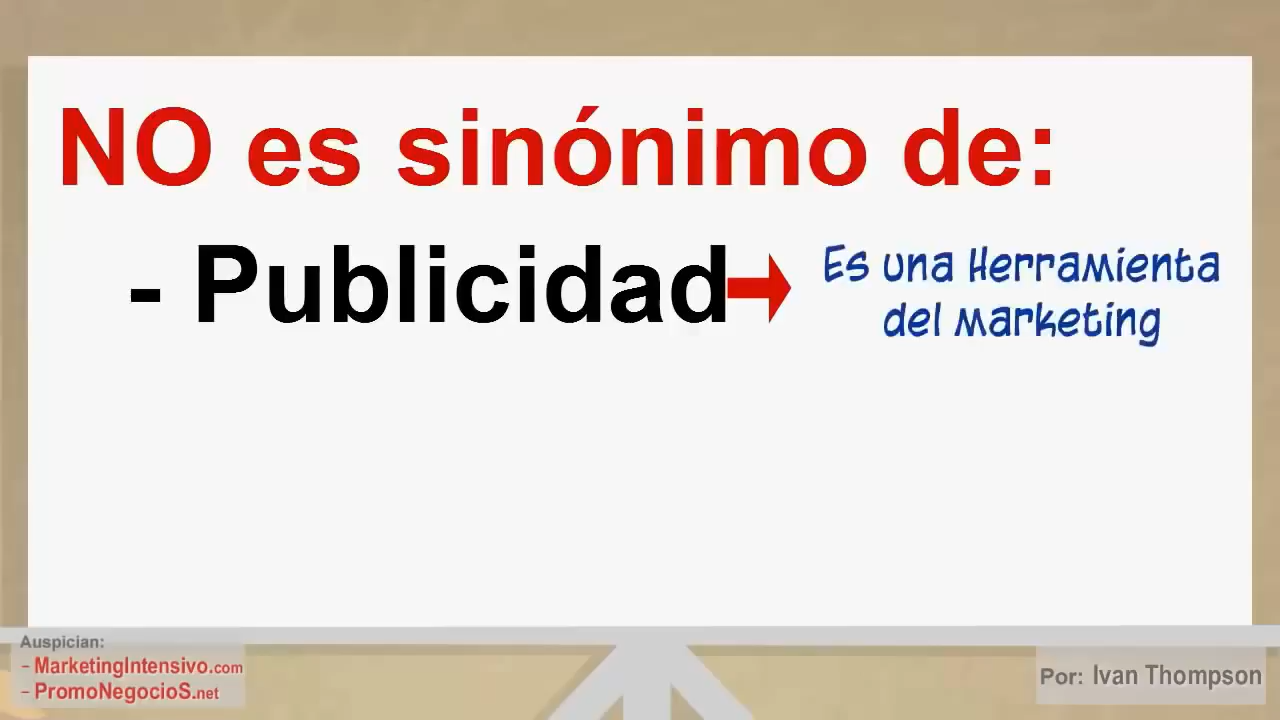 NO es sinónimo de:
- Publicidad
Es una Herramienta
del Marketing
Auspician:
- MarketingIntensivo.com
- PromoNegocioS.net
Por: Ivan Thompson